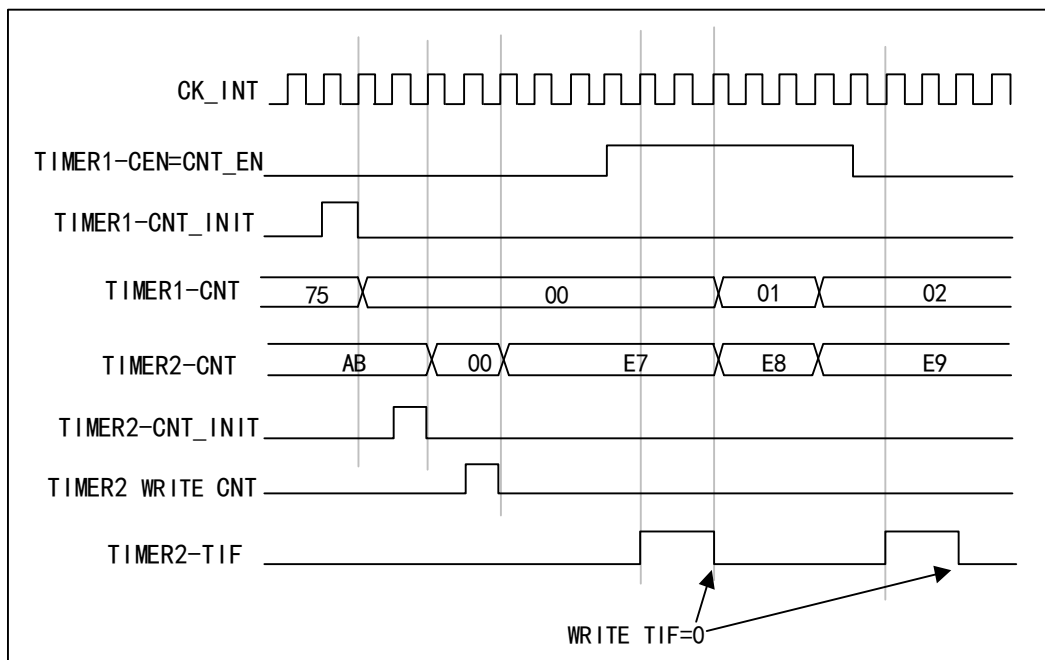 CK_INT
TIMER1-CEN=CNT_EN
TIMER1-CNT_INIT
TIMER1-CNT 75 00 01 02
TIMER2-CNT AB 00 E7 E8 E9
TIMER2-CNT_INIT
TIMER2 WRITE CNT
TIMER2-TIF
WRITE TIF=0